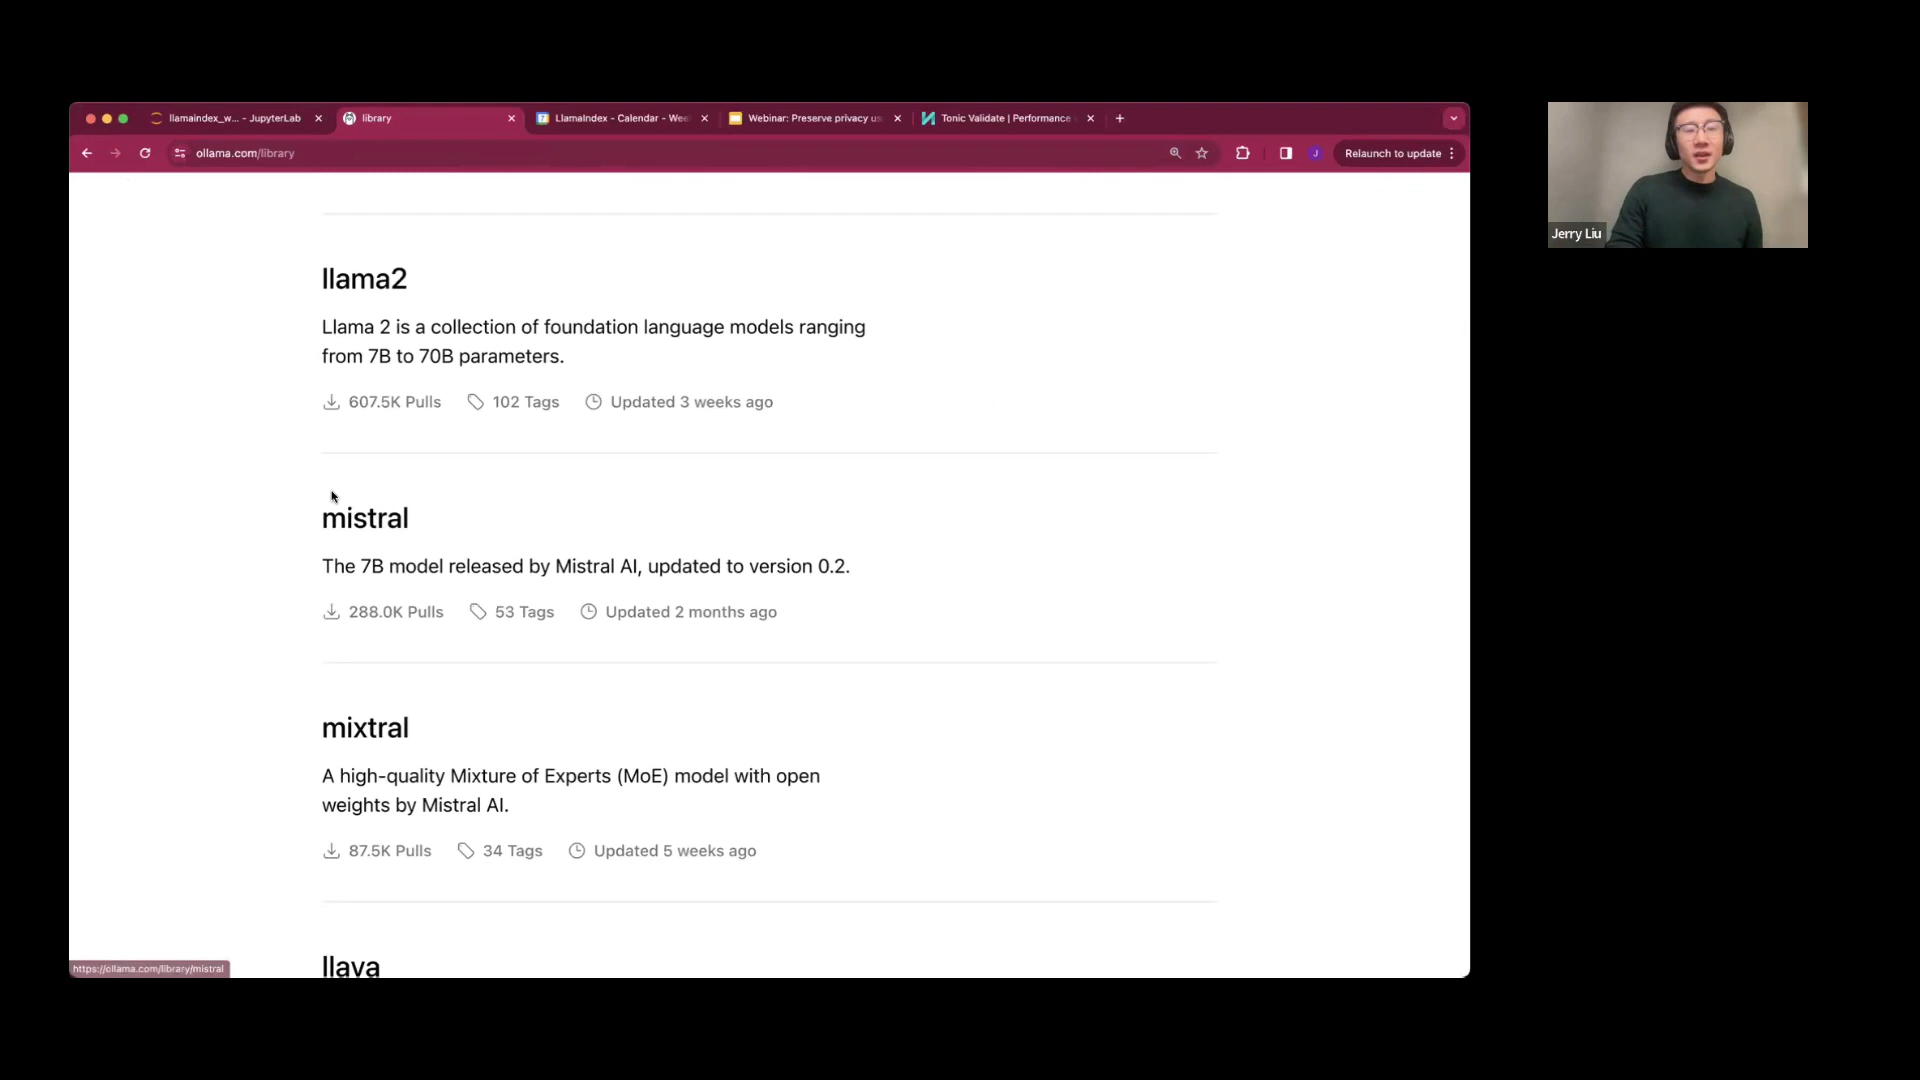 llamaindex_w... - JupyterLab
library
LlamaIndex - Calendar - Wee
Webinar: Preserve privacy us
Tonic Validate | Performance
ollama.com/library
J
Relaunch to update
Jerry Liu
llama2
Llama 2 is a collection of foundation language models ranging
from 7B to 70B parameters.
607.5K Pulls
102 Tags
Updated 3 weeks ago
mistral
The 7B model released by Mistral AI, updated to version 0.2.
288.0K Pulls
53 Tags
Updated 2 months ago
mixtral
A high-quality Mixture of Experts (MoE) model with open
weights by Mistral AI.
87.5K Pulls
34 Tags
Updated 5 weeks ago
llava
https://ollama.com/library/mistral